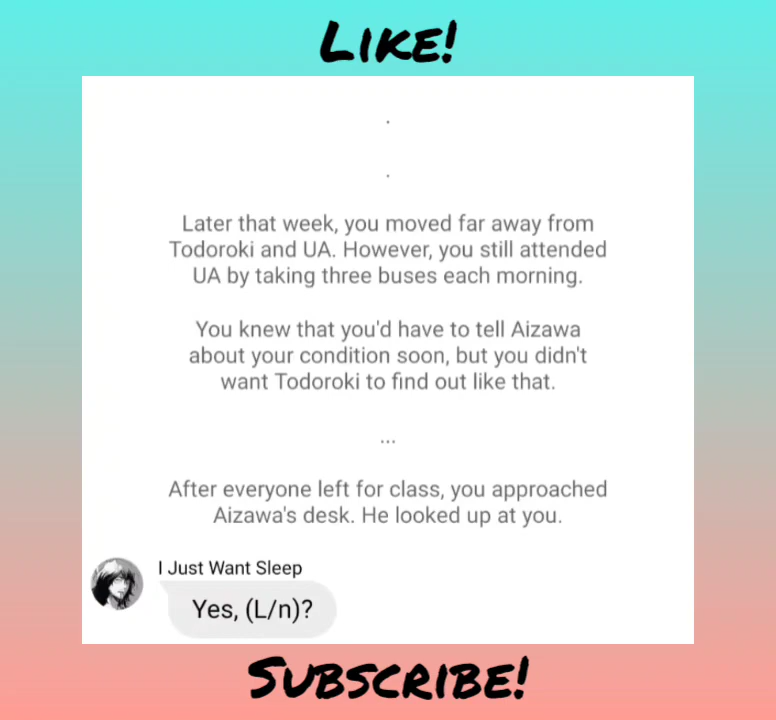 LIKE!
.
.
Later that week, you moved far away from
Todoroki and UA. However, you still attended
UA by taking three buses each morning.
You knew that you'd have to tell Aizawa
about your condition soon, but you didn't
want Todoroki to find out like that.
...
After everyone left for class, you approached
Aizawa's desk. He looked up at you.
I Just Want Sleep
Yes, (L/n)?
SUBSCRIBE!